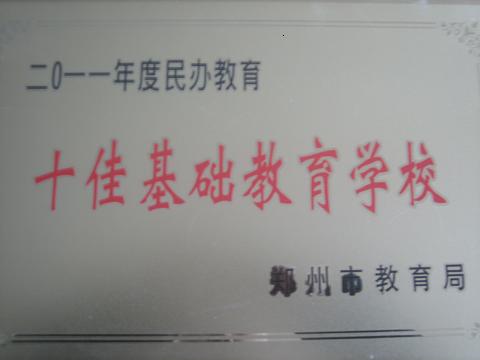 二0一一年度民办教育
十佳基础教育学校
郑州市教育局